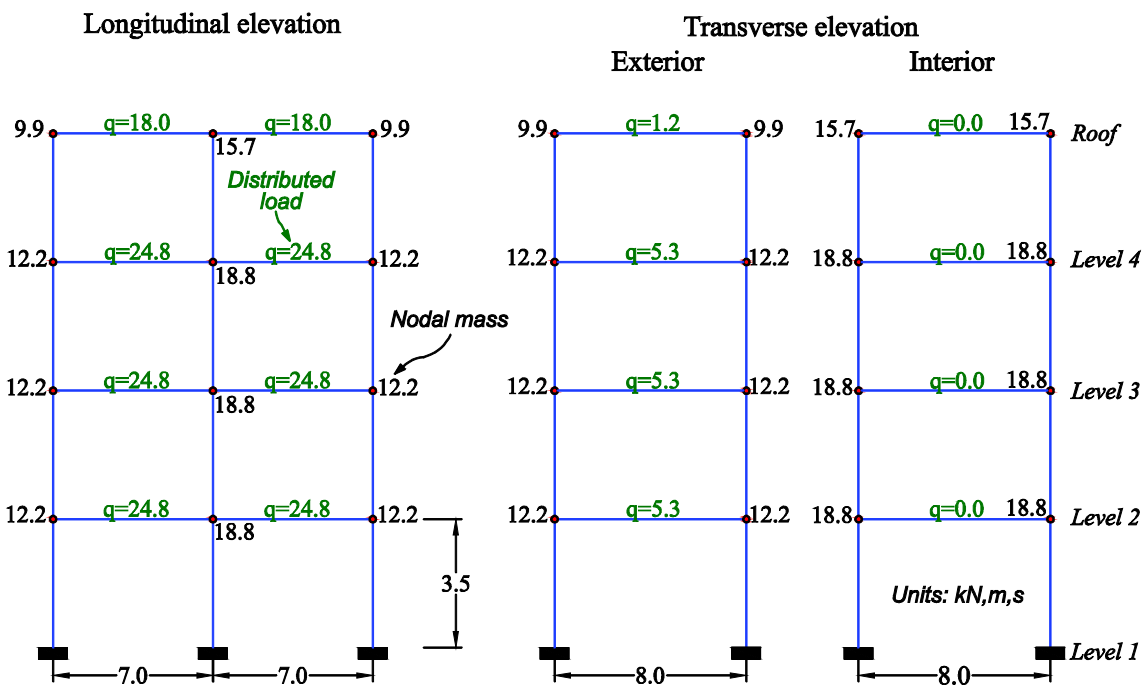 Longitudinal elevation
Transverse elevation
Exterior Interior
9.9 q=18.0 q=18.0 9.9 9.9 q=1.2 9.9 15.7 q=0.0 15.7 Roof
15.7
Distributed
load
12.2 q=24.8 q=24.8 12.2 12.2 q=5.3 12.2 18.8 q=0.0 18.8 Level 4
18.8
Nodal mass
12.2 q=24.8 q=24.8 12.2 12.2 q=5.3 12.2 18.8 q=0.0 18.8 Level 3
18.8
12.2 q=24.8 q=24.8 12.2 12.2 q=5.3 12.2 18.8 q=0.0 18.8 Level 2
18.8
3.5
Units: kN,m,s
Level 1
7.0 7.0 8.0 8.0